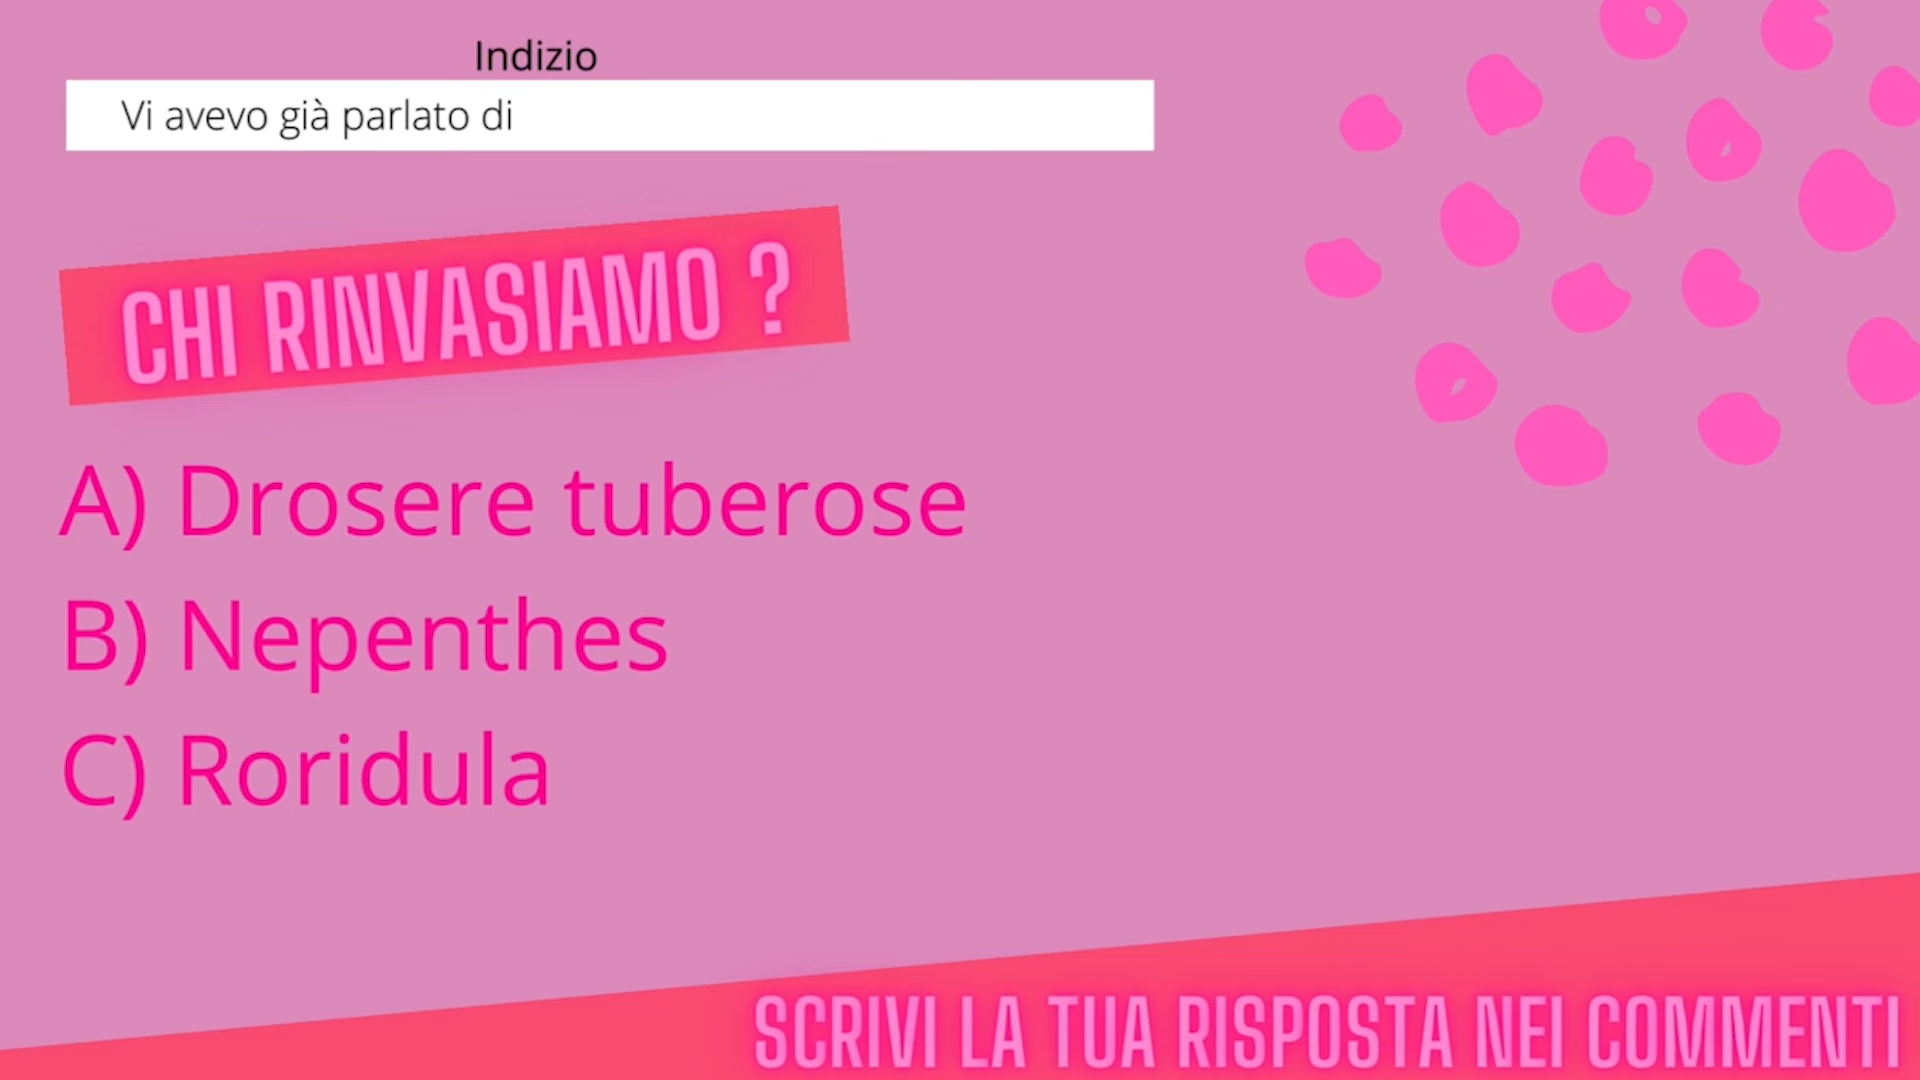 Indizio
Vi avevo già parlato di
CHI RINVASIAMO ?
A) Drosere tuberose
B) Nepenthes
C) Roridula
SCRIVI LA TUA RISPOSTA NEI COMMENTI